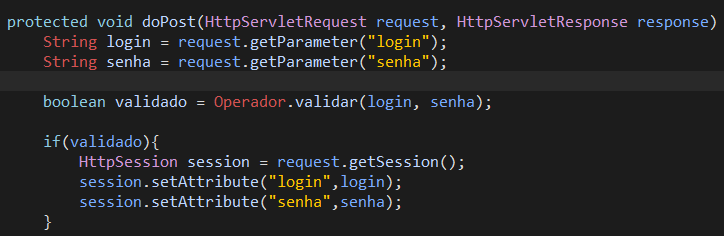 protected void doPost(HttpServletRequest request, HttpServletResponse response)
String login = request.getParameter("login");
String senha = request.getParameter("senha");
boolean validado = Operador.validar(login, senha);
if(validado){
HttpSession session = request.getSession();
session.setAttribute("login",login);
session.setAttribute("senha",senha);
}